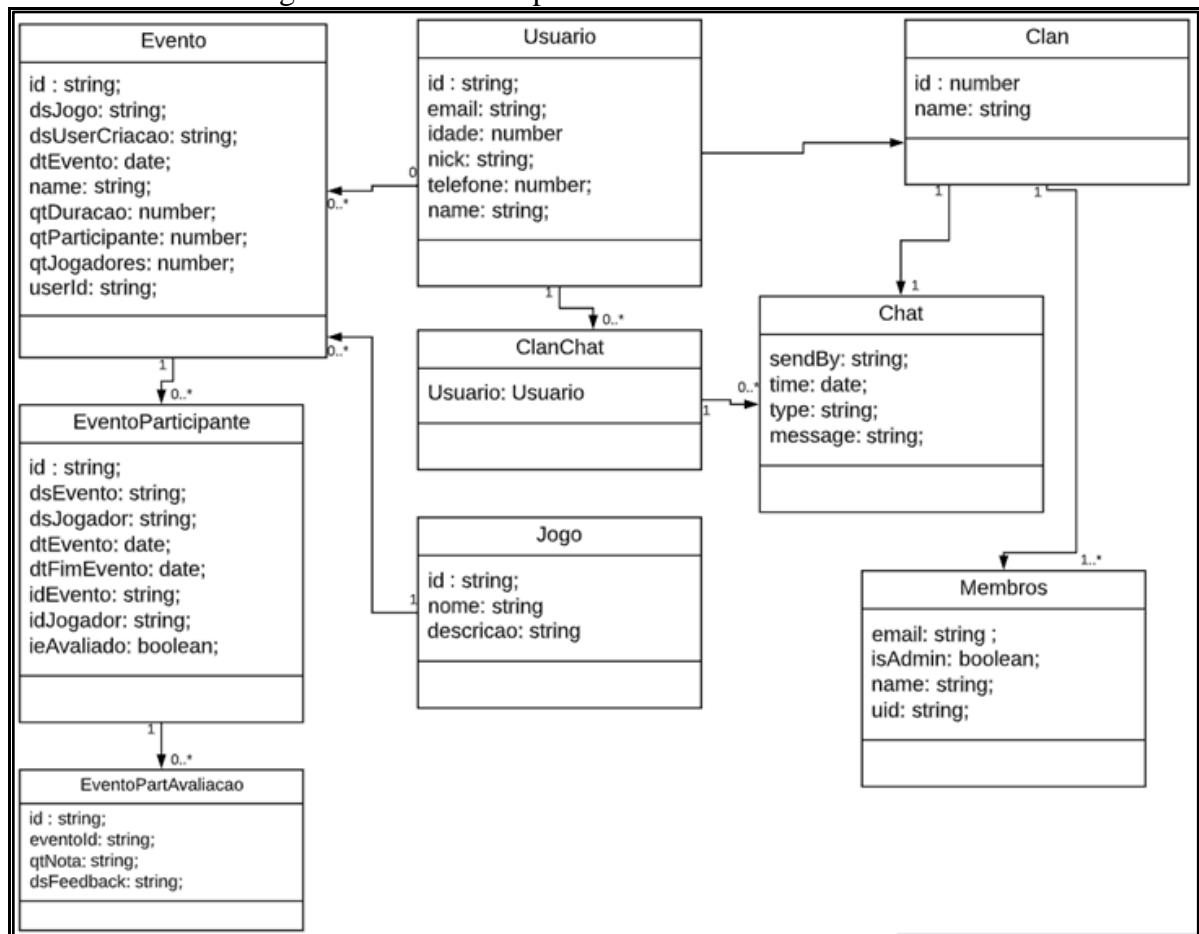 Evento
id : string;
dsJogo: string;
dsUserCriacao: string;
dtEvento: date;
name: string;
qtDuracao: number;
qtParticipante: number;
qtJogadores: number;
userId: string;
Usuario
id : string;
email: string;
idade: number
nick: string;
telefone: number;
name: string;
Clan
id : number
name: string
0
0..*
1
0..*
1
1
1
1..*
ClanChat
Usuario: Usuario
1
0..*
Chat
sendBy: string;
time: date;
type: string;
message: string;
0..*
1
1
0..*
EventoParticipante
id : string;
dsEvento: string;
dsJogador: string;
dtEvento: date;
dtFimEvento: date;
idEvento: string;
idJogador: string;
ieAvaliado: boolean;
Jogo
id : string;
nome: string
descricao: string
Membros
email: string ;
isAdmin: boolean;
name: string;
uid: string;
1
0..*
EventoPartAvaliacao
id : string;
eventoId: string;
qtNota: string;
dsFeedback: string;